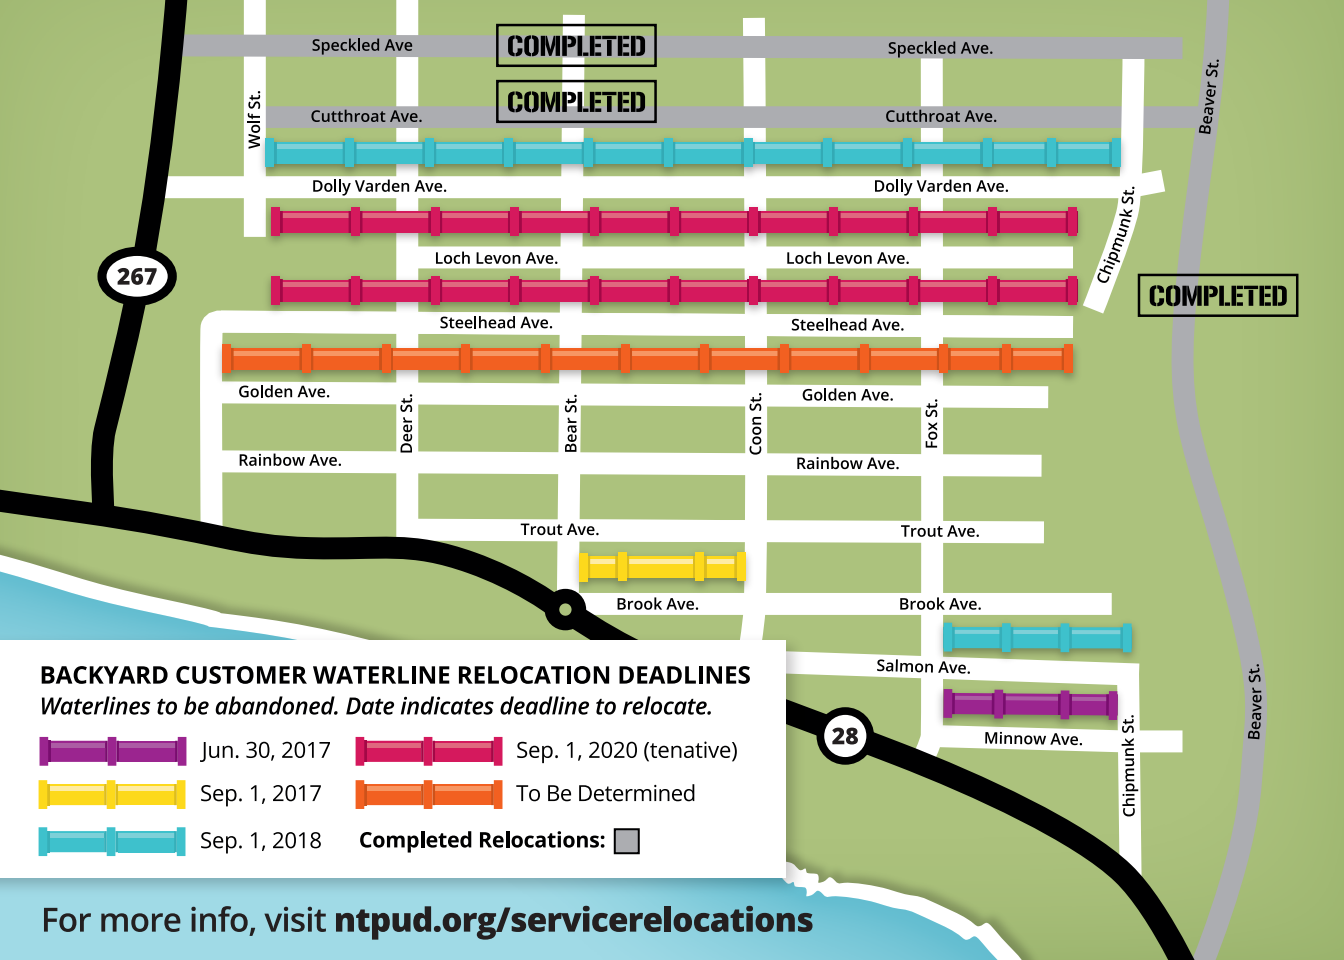 Speckled Ave
COMPLETED
Speckled Ave.
COMPLETED
Cutthroat Ave.
Cutthroat Ave.
Wolf St.
Beaver St.
Dolly Varden Ave.
Dolly Varden Ave.
Chipmunk St.
Loch Levon Ave.
Loch Levon Ave.
267
COMPLETED
Steelhead Ave.
Steelhead Ave.
Golden Ave.
Golden Ave.
Deer St.
Bear St.
Coon St.
Fox St.
Rainbow Ave.
Rainbow Ave.
Trout Ave.
Trout Ave.
Brook Ave.
Brook Ave.
Salmon Ave.
Beaver St.
28
Minnow Ave.
Chipmunk St.
BACKYARD CUSTOMER WATERLINE RELOCATION DEADLINES
Waterlines to be abandoned. Date indicates deadline to relocate.
Jun. 30, 2017
Sep. 1, 2020 (tenative)
Sep. 1, 2017
To Be Determined
Sep. 1, 2018
Completed Relocations:
For more info, visit ntpud.org/servicerelocations